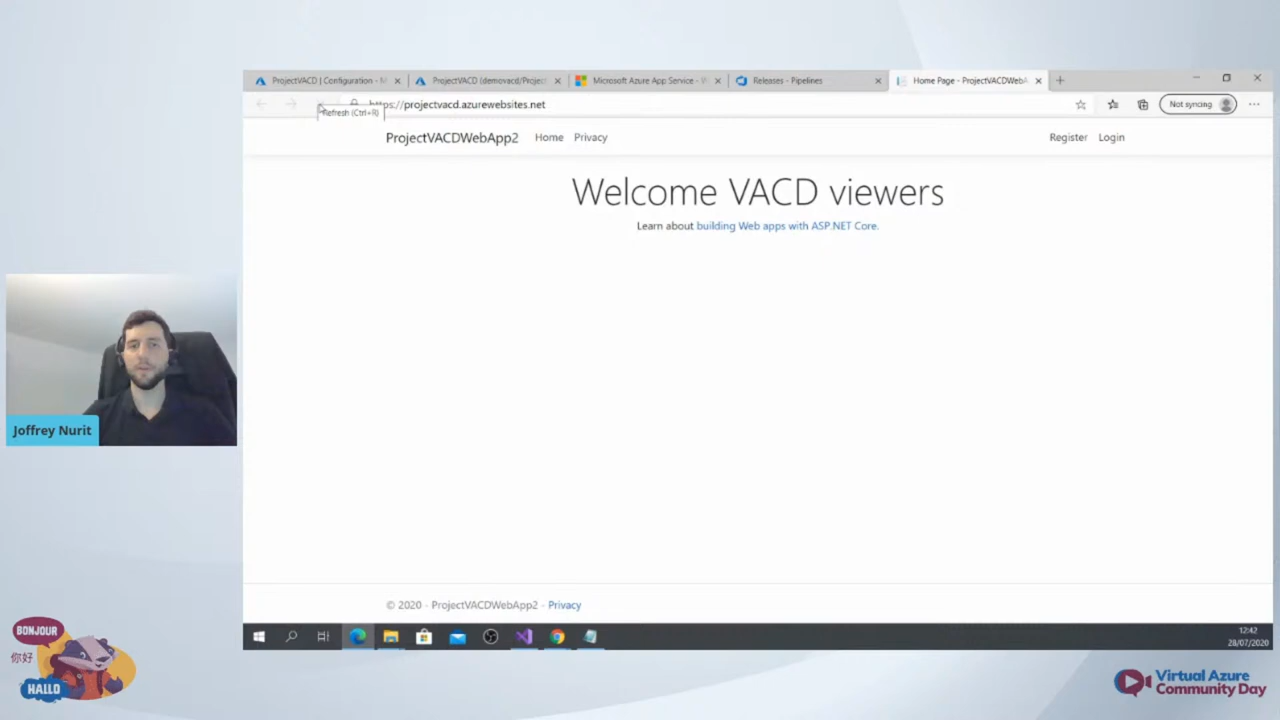 ProjectVACD | Configuration - M
ProjectVACD (demovacd/Project
Microsoft Azure App Service - W
Releases - Pipelines
Home Page - ProjectVACDWebA
https://projectvacd.azurewebsites.net
Not syncing
Refresh (Ctrl+R)
ProjectVACDWebApp2
Home
Privacy
Register
Login
Welcome VACD viewers
Learn about building Web apps with ASP.NET Core.
Joffrey Nurit
© 2020 - ProjectVACDWebApp2 - Privacy
12:42
28/07/2020
BONJOUR
你好
HALLO
Virtual Azure
Community Day